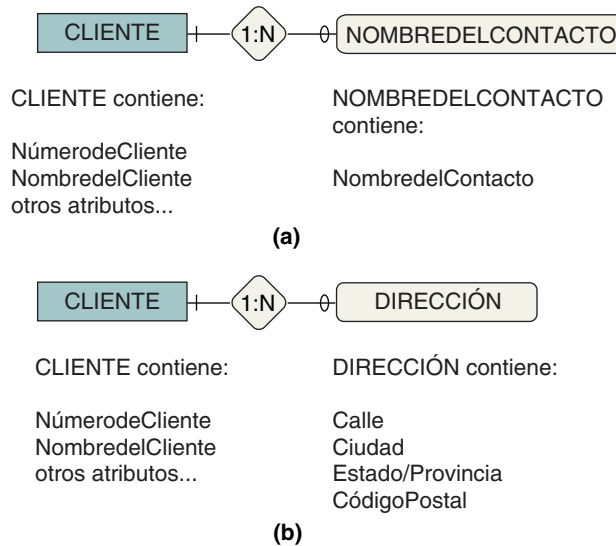 CLIENTE 1:N NOMBREDELCONTACTO
CLIENTE contiene:
NúmerodeCliente
NombredelCliente
otros atributos...
NOMBREDELCONTACTO
contiene:
NombredelContacto
(a)
CLIENTE 1:N DIRECCIÓN
CLIENTE contiene:
NúmerodeCliente
NombredelCliente
otros atributos...
DIRECCIÓN contiene:
Calle
Ciudad
Estado/Provincia
CódigoPostal
(b)